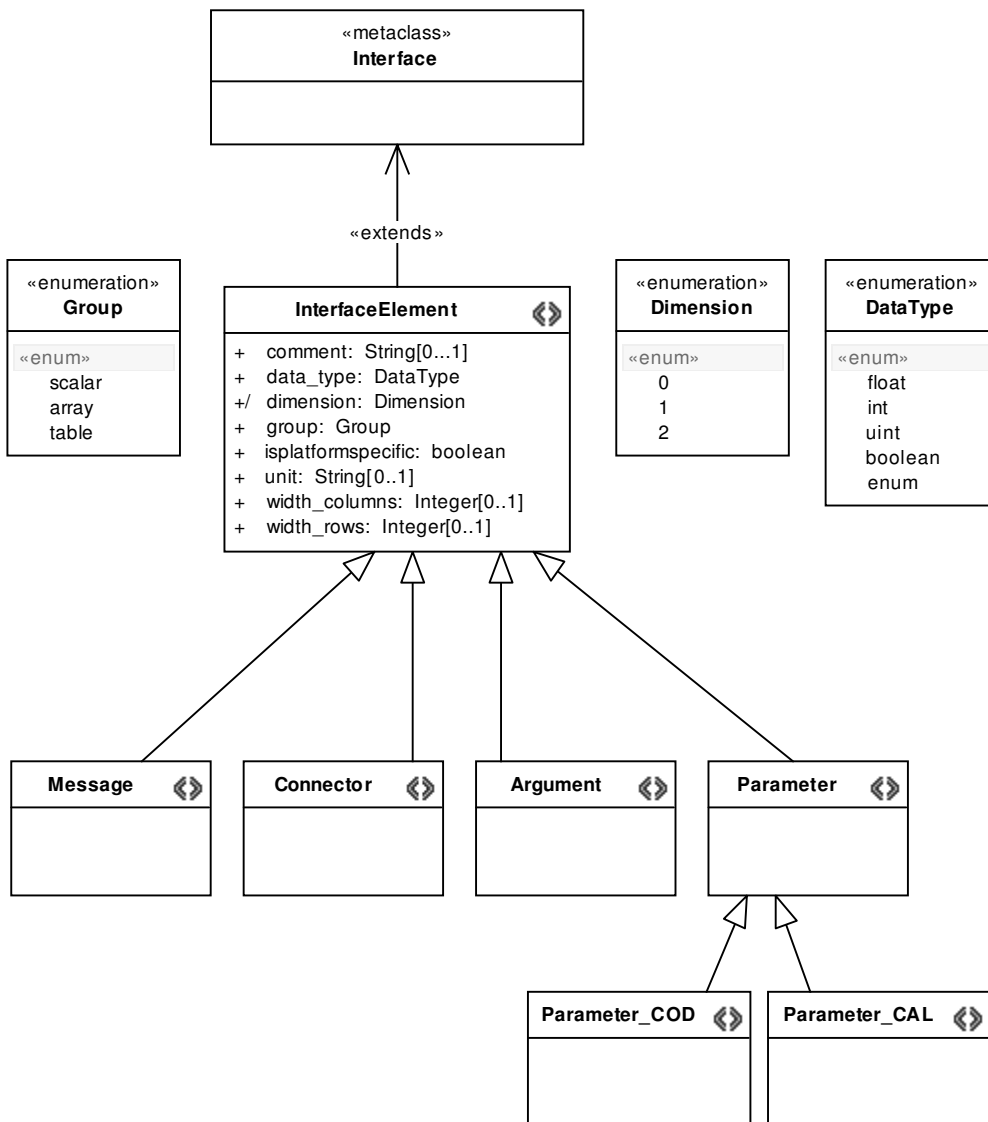 «metaclass»
Interface
«extends»
«enumeration»
Group
«enum»
scalar
array
table
InterfaceElement
+ comment: String[0...1]
+ data_type: DataType
+/ dimension: Dimension
+ group: Group
+ isplatformspecific: boolean
+ unit: String[0..1]
+ width_columns: Integer[0..1]
+ width_rows: Integer[0..1]
«enumeration»
Dimension
«enum»
0
1
2
«enumeration»
DataType
«enum»
float
int
uint
boolean
enum
Message
Connector
Argument
Parameter
Parameter_COD
Parameter_CAL